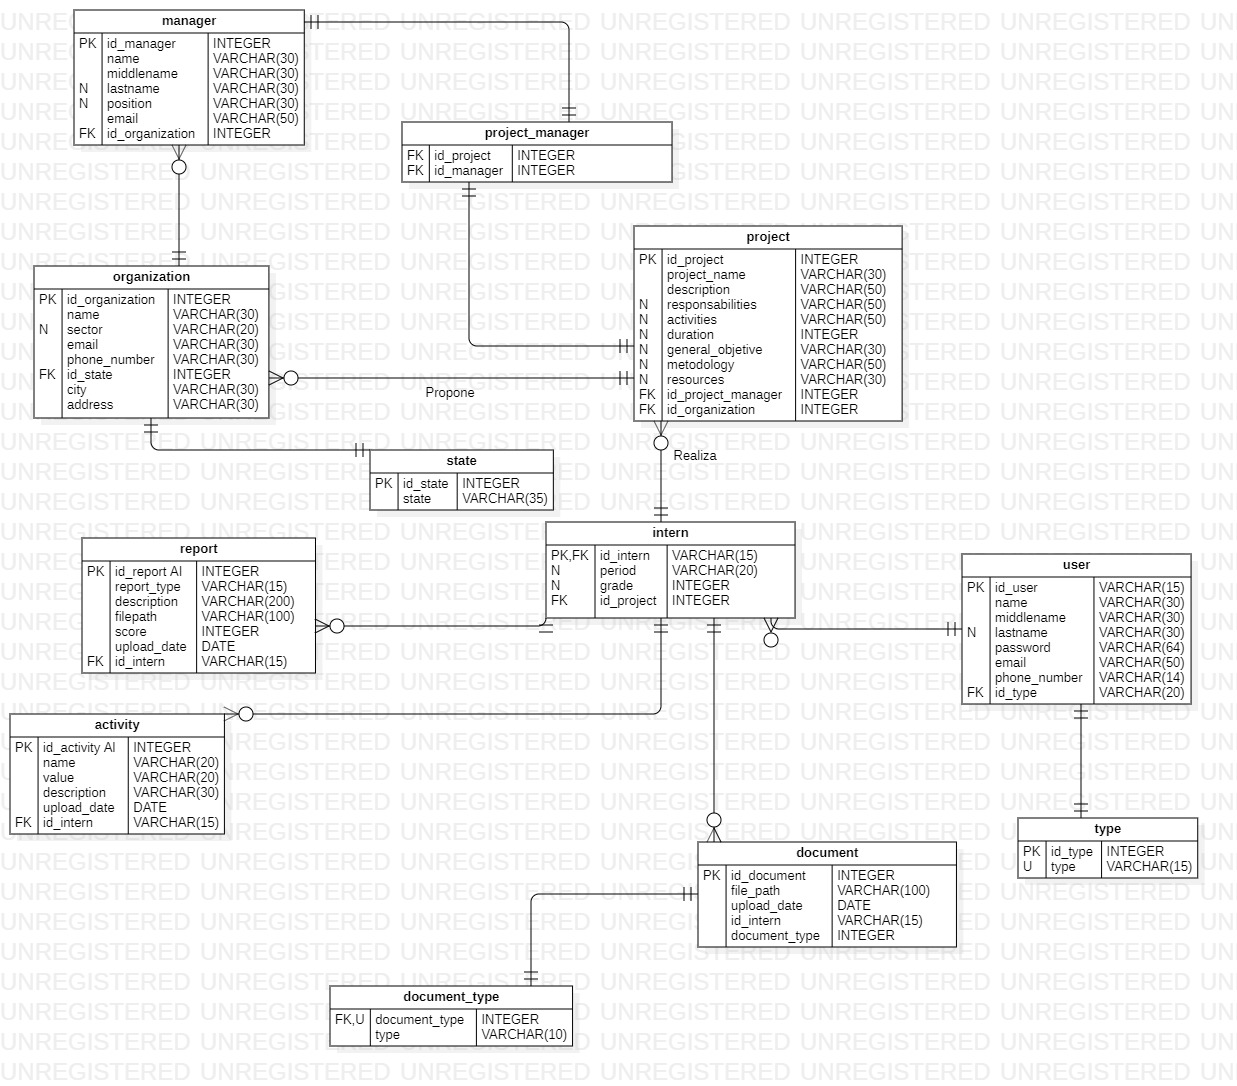 manager
PK id_manager INTEGER
name VARCHAR(30)
middlename VARCHAR(30)
N lastname VARCHAR(30)
N position VARCHAR(30)
email VARCHAR(50)
FK id_organization INTEGER
project_manager
FK id_project INTEGER
FK id_manager INTEGER
project
PK id_project INTEGER
project_name VARCHAR(30)
description VARCHAR(50)
N responsabilities VARCHAR(50)
N activities VARCHAR(50)
N duration INTEGER
N general_objetive VARCHAR(30)
N metodology VARCHAR(50)
N resources VARCHAR(30)
FK id_project_manager INTEGER
FK id_organization INTEGER
organization
PK id_organization INTEGER
name VARCHAR(30)
N sector VARCHAR(20)
email VARCHAR(30)
phone_number VARCHAR(30)
FK id_state INTEGER
city VARCHAR(30)
address VARCHAR(30)
Propone
Realiza
state
PK id_state INTEGER
state VARCHAR(35)
intern
PK,FK id_intern VARCHAR(15)
N period VARCHAR(20)
N grade INTEGER
FK id_project INTEGER
report
PK id_report AI INTEGER
report_type VARCHAR(15)
description VARCHAR(200)
filepath VARCHAR(100)
score INTEGER
upload_date DATE
FK id_intern VARCHAR(15)
user
PK id_user VARCHAR(15)
name VARCHAR(30)
middlename VARCHAR(30)
N lastname VARCHAR(30)
password VARCHAR(64)
email VARCHAR(50)
phone_number VARCHAR(14)
FK id_type VARCHAR(20)
activity
PK id_activity AI INTEGER
name VARCHAR(20)
value VARCHAR(20)
description VARCHAR(30)
upload_date DATE
FK id_intern VARCHAR(15)
type
PK id_type INTEGER
U type VARCHAR(15)
document
PK id_document INTEGER
file_path VARCHAR(100)
upload_date DATE
id_intern VARCHAR(15)
document_type INTEGER
document_type
FK,U document_type INTEGER
type VARCHAR(10)
UNREGISTERED